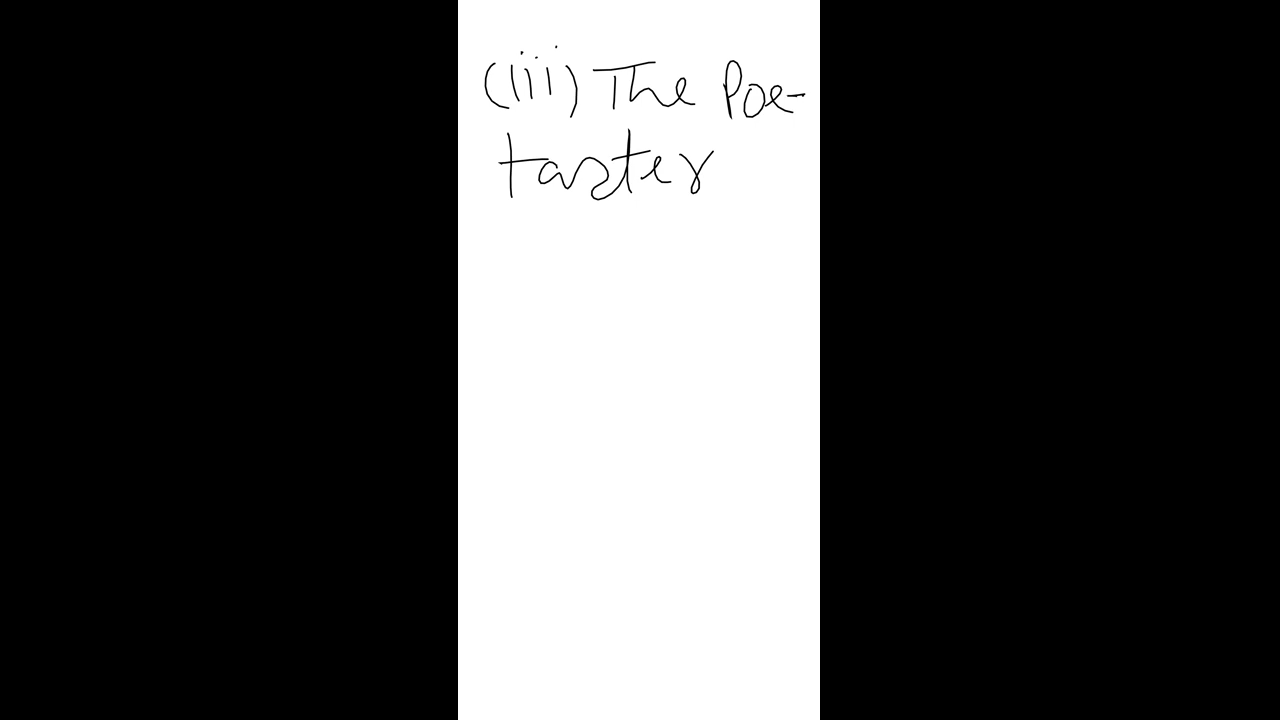 (iii) The Poe-
taster